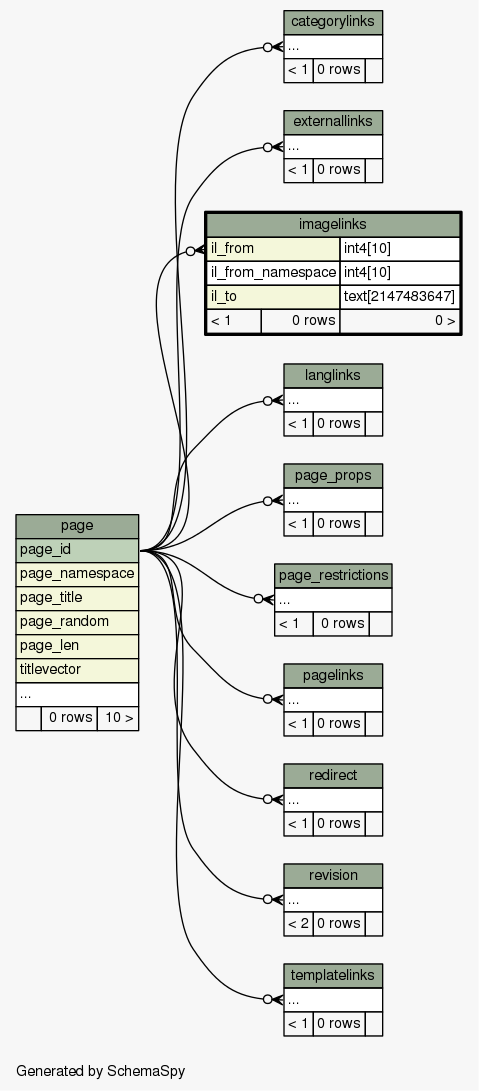 categorylinks
...
< 1 0 rows
externallinks
...
< 1 0 rows
imagelinks
il_from int4[10]
il_from_namespace int4[10]
il_to text[2147483647]
< 1 0 rows 0 >
langlinks
...
< 1 0 rows
page_props
...
< 1 0 rows
page
page_id
page_namespace
page_title
page_random
page_len
titlevector
...
0 rows 10 >
page_restrictions
...
< 1 0 rows
pagelinks
...
< 1 0 rows
redirect
...
< 1 0 rows
revision
...
< 2 0 rows
templatelinks
...
< 1 0 rows
Generated by SchemaSpy